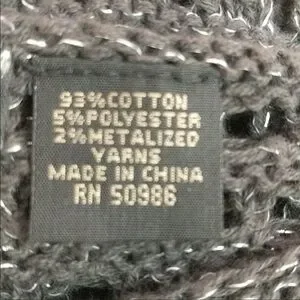 93%COTTON
5%POLYESTER
2%METALIZED
YARNS
MADE IN CHINA
RN 50986